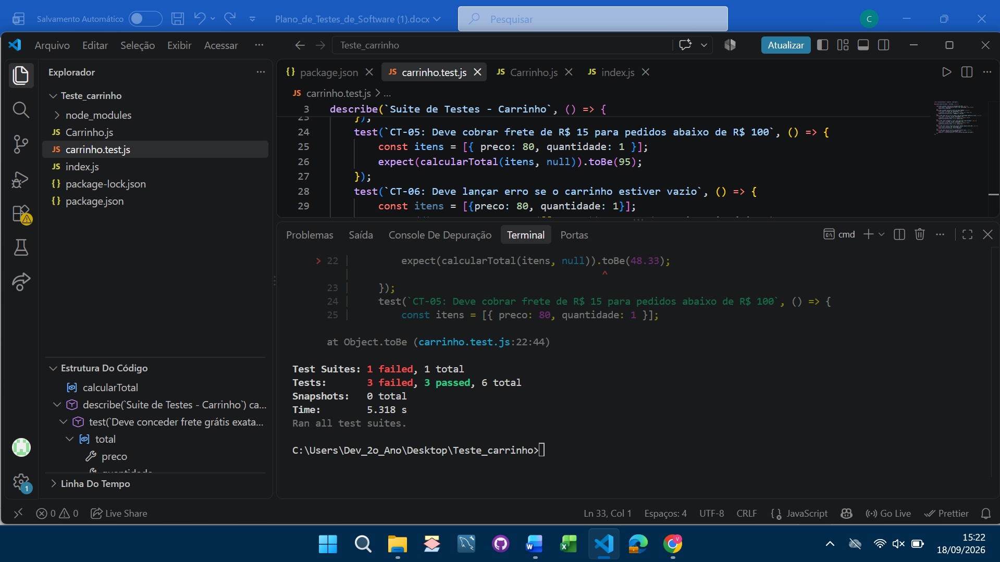 Salvamento Automático
Plano_de_Testes_de_Software (1).docx
Pesquisar
C
Arquivo Editar Seleção Exibir Acessar ···
Teste_carrinho
Atualizar
Explorador
Teste_carrinho
node_modules
JS Carrinho.js
JS carrinho.test.js
JS index.js
{} package-lock.json
{} package.json
Estrutura Do Código
calcularTotal
describe(`Suite de Testes - Carrinho`) ca...
test(`Deve conceder frete grátis exata...
total
preco
quantidade
Linha Do Tempo
{} package.json
JS carrinho.test.js
JS Carrinho.js
JS index.js
JS carrinho.test.js > ...
3 describe(`Suite de Testes - Carrinho`, () => {
23 });
24 test(`CT-05: Deve cobrar frete de R$ 15 para pedidos abaixo de R$ 100`, () => {
25 const itens = [{ preco: 80, quantidade: 1 }];
26 expect(calcularTotal(itens, null)).toBe(95);
27 });
28 test(`CT-06: Deve lançar erro se o carrinho estiver vazio`, () => {
29 const itens = [{preco: 80, quantidade: 1}];
Problemas Saída Console De Depuração Terminal Portas
cmd
> 22 | expect(calcularTotal(itens, null)).toBe(48.33);
| ^
23 | });
24 | test(`CT-05: Deve cobrar frete de R$ 15 para pedidos abaixo de R$ 100`, () => {
25 | const itens = [{ preco: 80, quantidade: 1 }];
at Object.toBe (carrinho.test.js:22:44)
Test Suites: 1 failed, 1 total
Tests: 3 failed, 3 passed, 6 total
Snapshots: 0 total
Time: 5.318 s
Ran all test suites.
C:\Users\Dev_2o_Ano\Desktop\Teste_carrinho>
1
0 0 Live Share
Ln 33, Col 1 Espaços: 4 UTF-8 CRLF JavaScript Go Live Prettier
15:22
18/09/2026